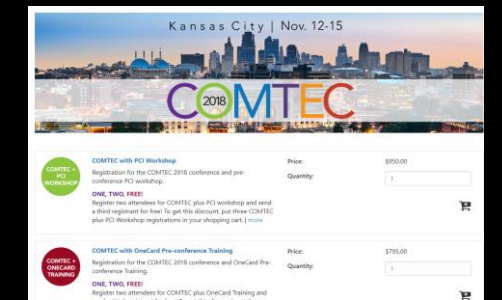 Kansas City | Nov. 12-15
COMTEC
2018
COMTEC +
PCI
WORKSHOP
COMTEC with PCI Workshop
Registration for the COMTEC 2018 conference and pre-
conference PCI workshop.
ONE, TWO, FREE!
Register two attendees for COMTEC plus PCI workshop and send
a third registrant for free! To get this discount, put three COMTEC
plus PCI Workshop registrations in your shopping cart. | more
Price:
$950.00
Quantity:
COMTEC +
ONECARD
TRAINING
COMTEC with OneCard Pre-conference Training
Registration for the COMTEC 2018 conference and OneCard Pre-
conference Training.
ONE, TWO, FREE!
Register two attendees for COMTEC plus OneCard Training and
Price:
$795.00
Quantity:
1